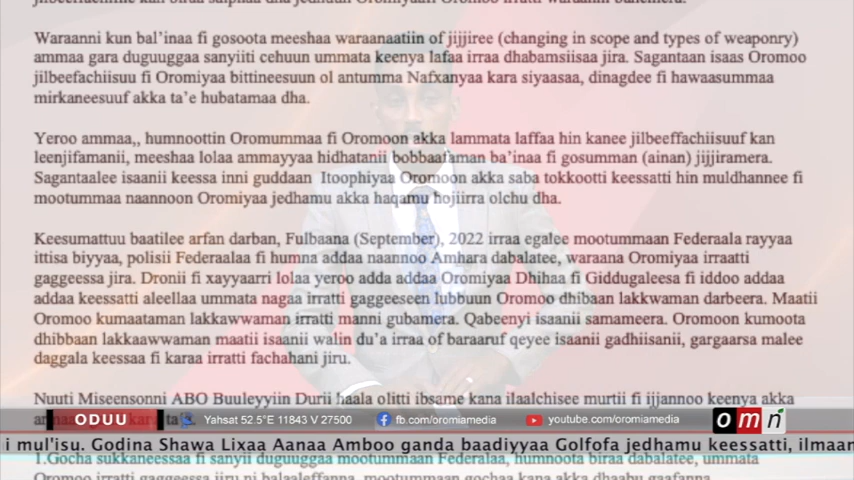 Waraanni kun bal'inaa fi gosoota meeshaa waraanaatiin of jijjiree (changing in scope and types of weaponry)
ammaa gara duguuggaa sanyiiti cehuun ummata keenya lafaa irraa dhabamsiisaa jira. Sagantaan isaas Oromoo
jilbeeffachiisuu fi Oromiyaa bittineesuun ol antumma Nafxanyaa kara siyaasaa, dinagdee fi hawaasummaa
mirkaneesuuf akka ta'e hubatamaa dha.
Yeroo ammaa,, humnoottin Oromummaa fi Oromoon akka lammata laffaa hin kanee jilbeeffachiisuuf kan
leenjifamanii, meeshaa lolaa ammayyaa hidhatanii bobbaafaman ba'inaa fi gosumman (ainan) jijjiramera.
Sagantaalee isaanii keessa inni guddaan Itoophiyaa Oromoon akka saba tokkootti keessatti hin muldhannee fi
mootummaa naannoon Oromiyaa jedhamu akka haqamu hojiirra olchu dha.
Keesumattuu baatilee arfan darban, Fulbaana (September), 2022 irraa egalee mootummaan Federaala rayyaa
ittisa biyyaa, polisii Federaalaa fi humna addaa naannoo Amhara dabalatee, waraana Oromiyaa irraatti
gaggeessa jira. Dronii fi xayyaarri lolaa yeroo adda addaa Oromiyaa Dhihaa fi Giddugaleesa fi iddoo addaa
addaa keessatti aleellaa ummata nagaa irratti gaggeeseen lubbuun Oromoo dhibaan lakkwaman darbeera. Maatii
Oromoo kumaataman lakkawwaman irratti manni gubamera. Qabeenyi isaanii samameera. Oromoon kumoota
dhibbaan lakkaawwaman maatii isaanii walin du'a irraa of baraaruf qeyee isaanii gadhiisanii, gargaarsa malee
daggala keessaa fi karaa irratti fachahani jiru.
Nuuti Miseensonni ABO Buuleyyiin Durii haala olitti ibsame kana ilaalchisee murtii fi ijjannoo keenya akka
ODUU
Yahsat 52.5°E 11843 V 27500
fb.com/oromiamedia
youtube.com/oromiamedia
omn
i mul'isu. Godina Shawa Lixaa Aanaa Amboo ganda baadiyyaa Golfofa jedhamu keessatti, ilmaan
1.Gocha sukkaneessaa fi sanyii duguuggaa mootummaan Federaalaa, humnoota biraa dabalatee, ummata